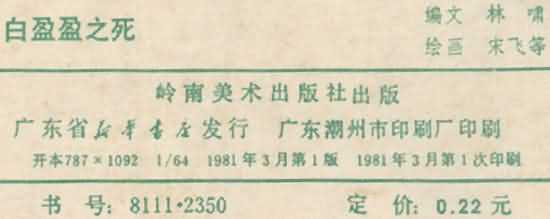 白盈盈之死
编文 林啸
绘画 宋飞等
岭南美术出版社出版
广东省新华书店发行 广东潮州市印刷厂印刷
开本787×1092 1/64 1981年3月第1版 1981年3月第1次印刷
书号：8111·2350 定价：0.22元